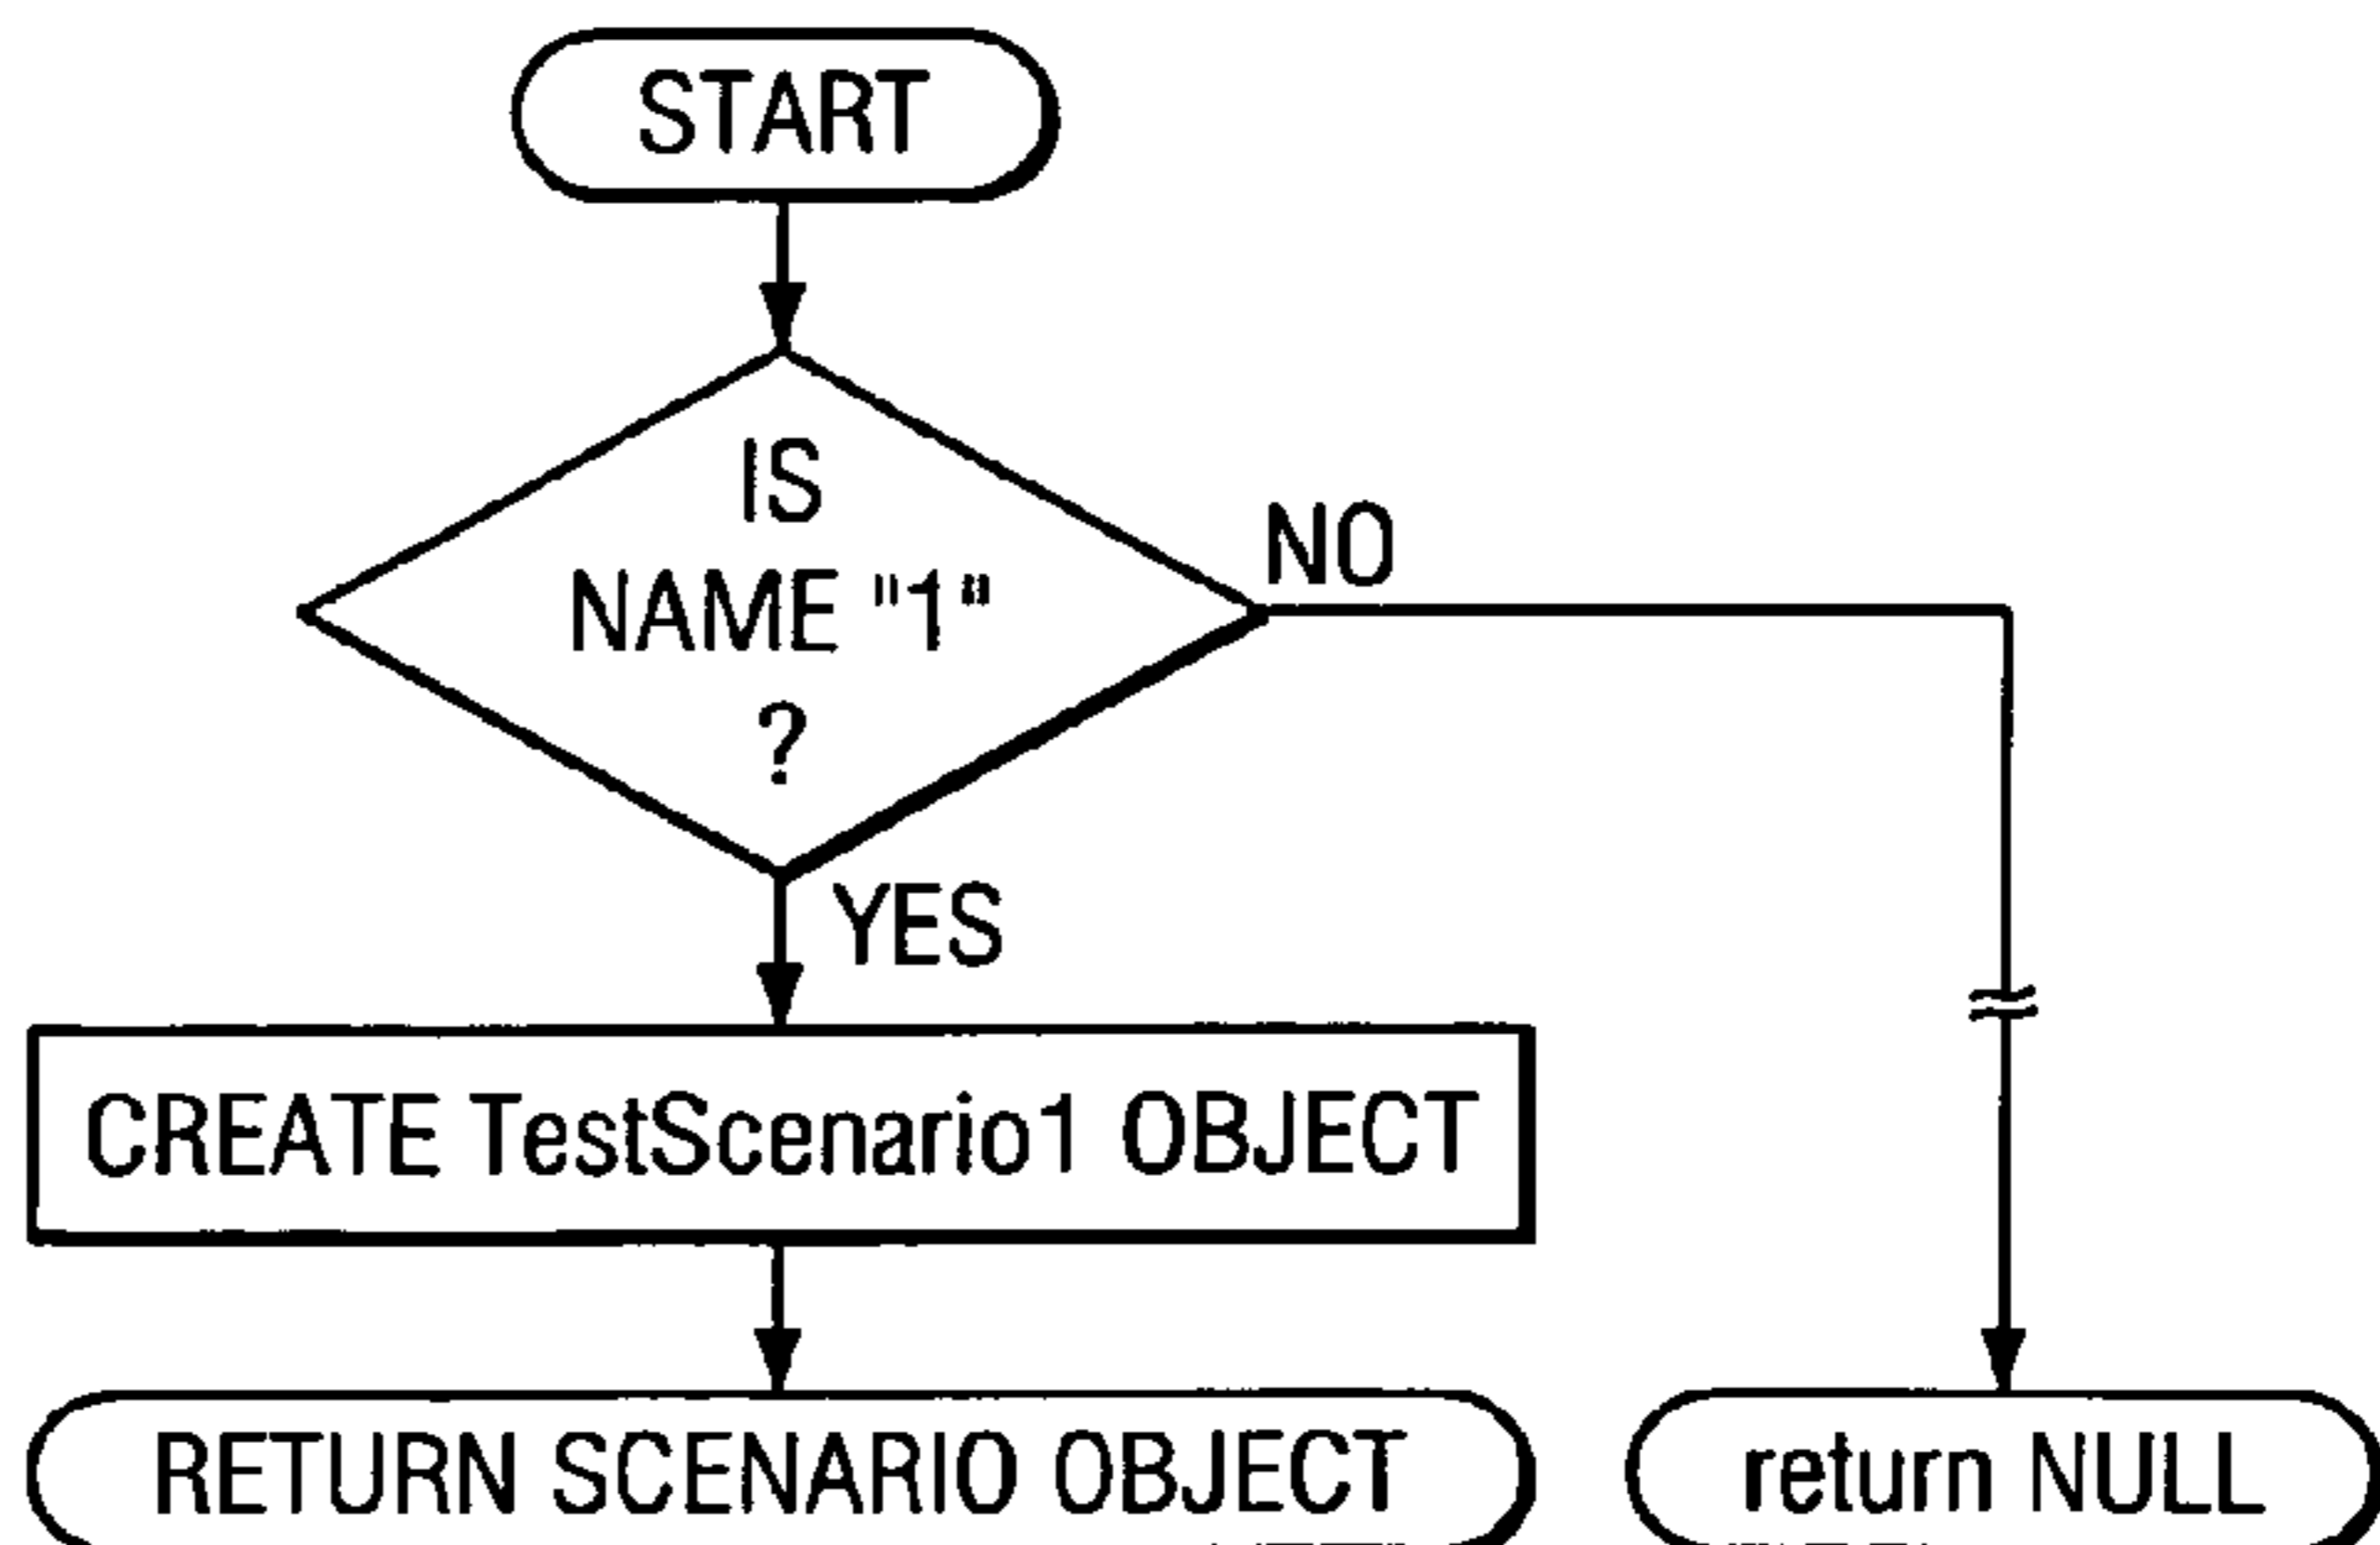 START
IS
NAME "1"
?
NO
YES
CREATE TestScenario1 OBJECT
RETURN SCENARIO OBJECT
return NULL